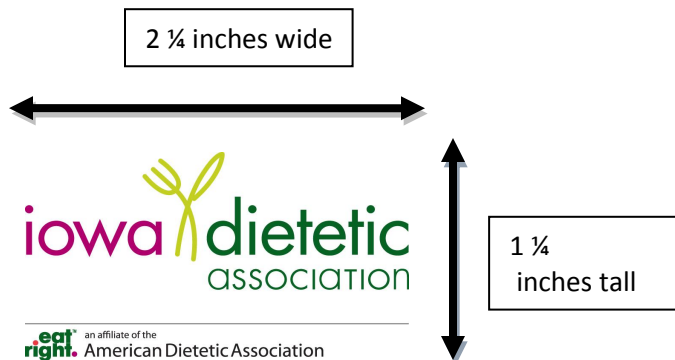 2 ¼ inches wide
iowa dietetic
association
1 ¼
inches tall
eat™ an affiliate of the
right. American Dietetic Association